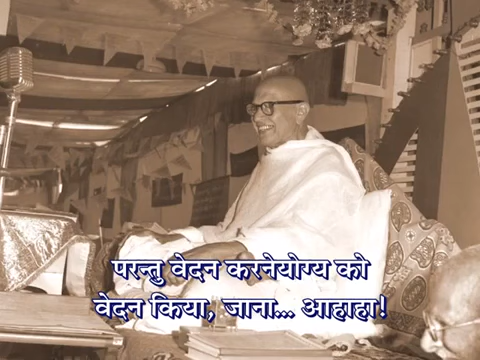 परन्तु वेदन करनेयोग्य को
वेदन किया, जाना... आहाहा!